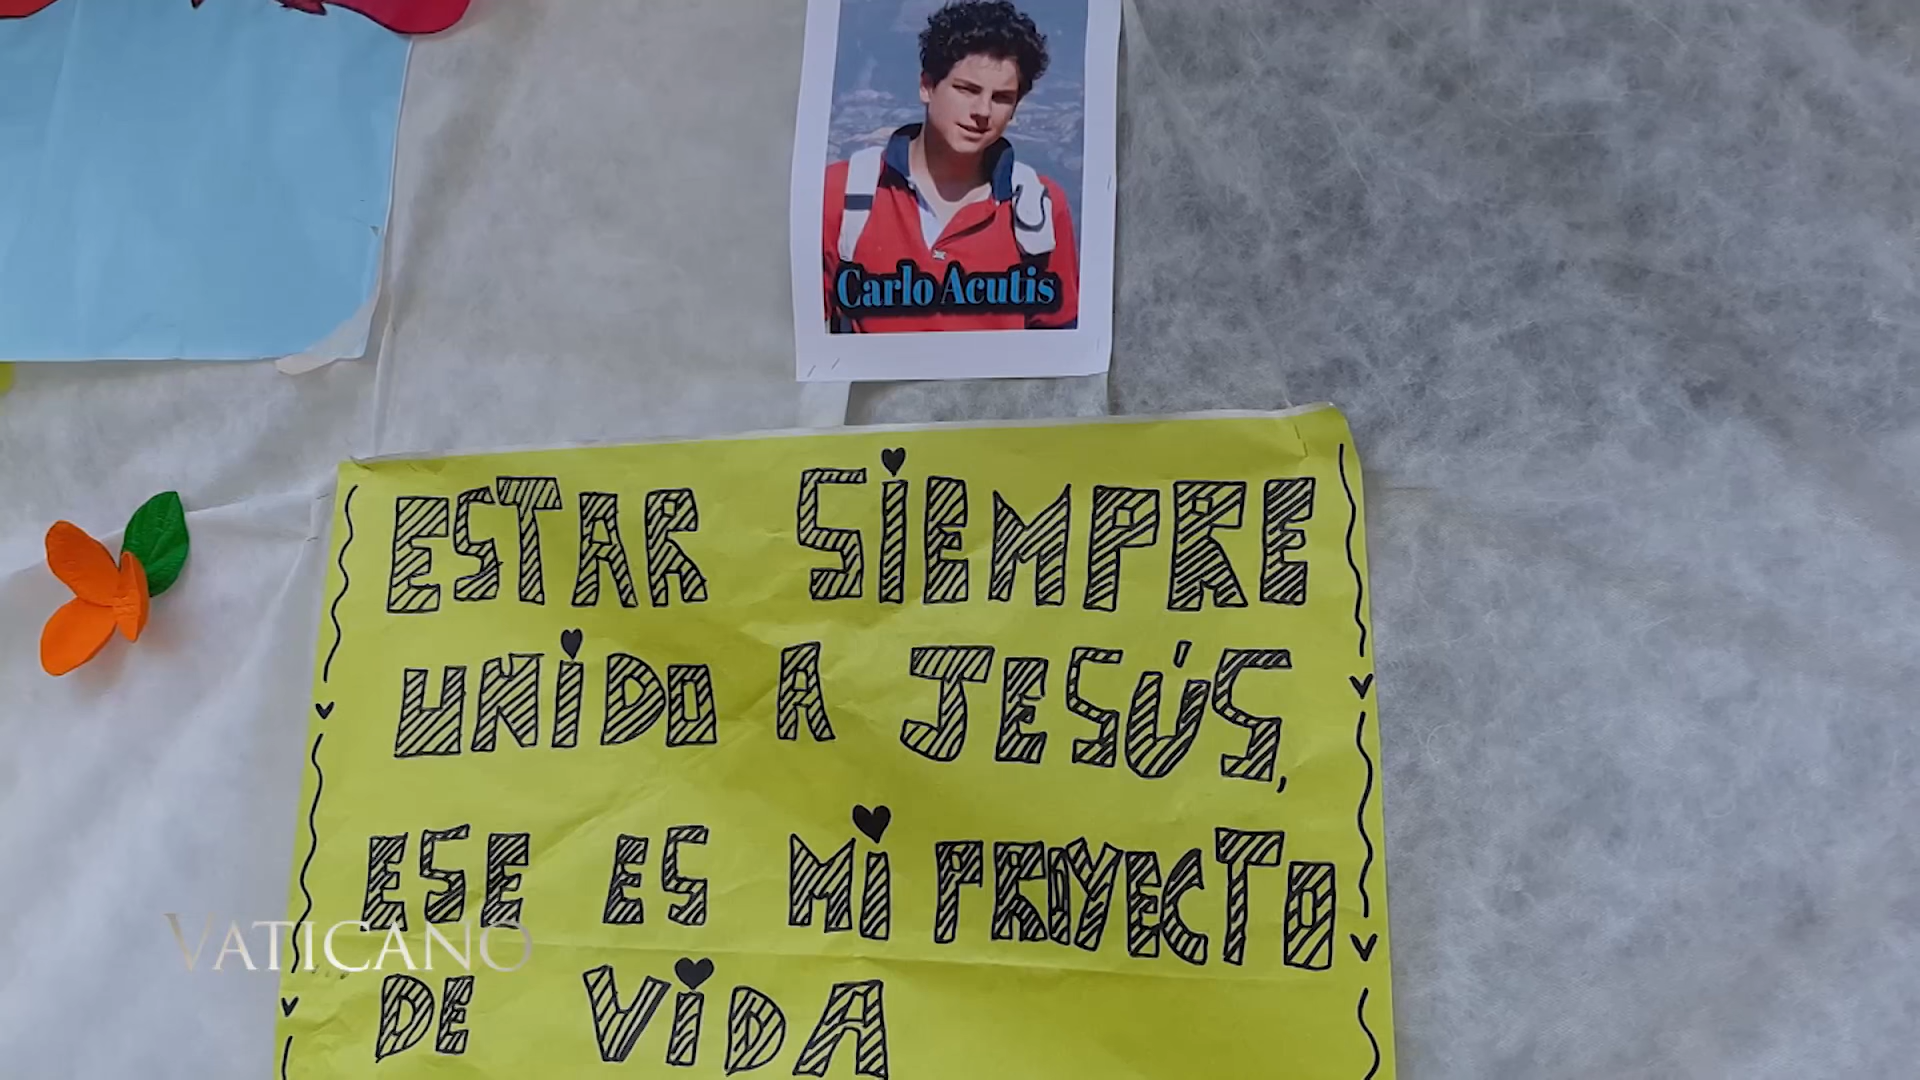 Carlo Acutis
ESTAR SIEMPRE
UNIDO A JESÚS,
ESE ES MI PROYECTO
DE VIDA
VATICANO